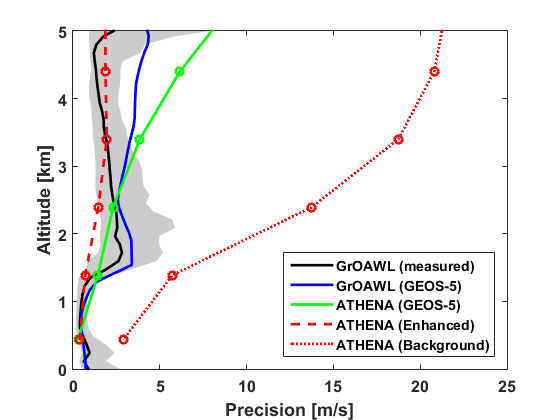 5
4
3
2
1
0
Altitude [km]
GrOAWL (measured)
GrOAWL (GEOS-5)
ATHENA (GEOS-5)
ATHENA (Enhanced)
ATHENA (Background)
0 5 10 15 20 25
Precision [m/s]